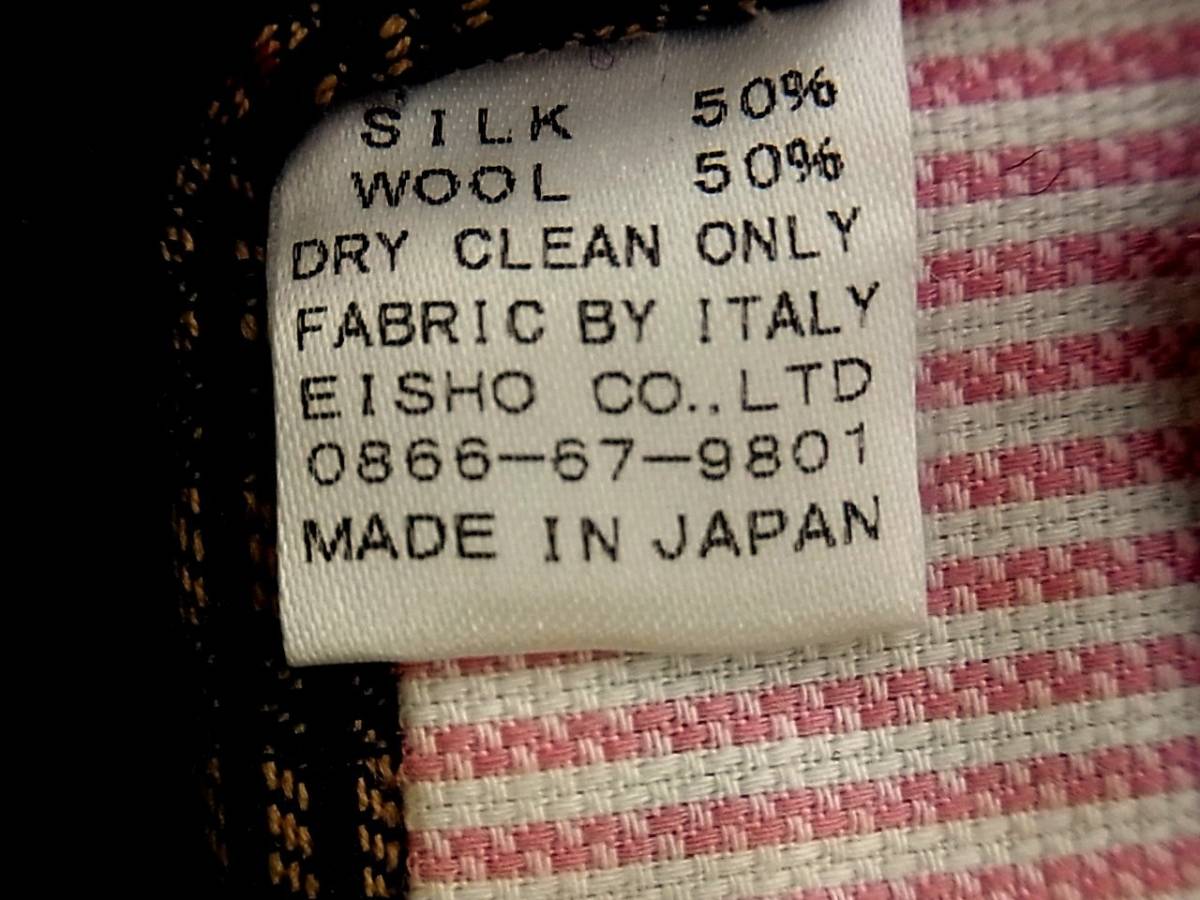 SILK 50%
WOOL 50%
DRY CLEAN ONLY
FABRIC BY ITALY
EISHO CO.,LTD
0866-67-9801
MADE IN JAPAN